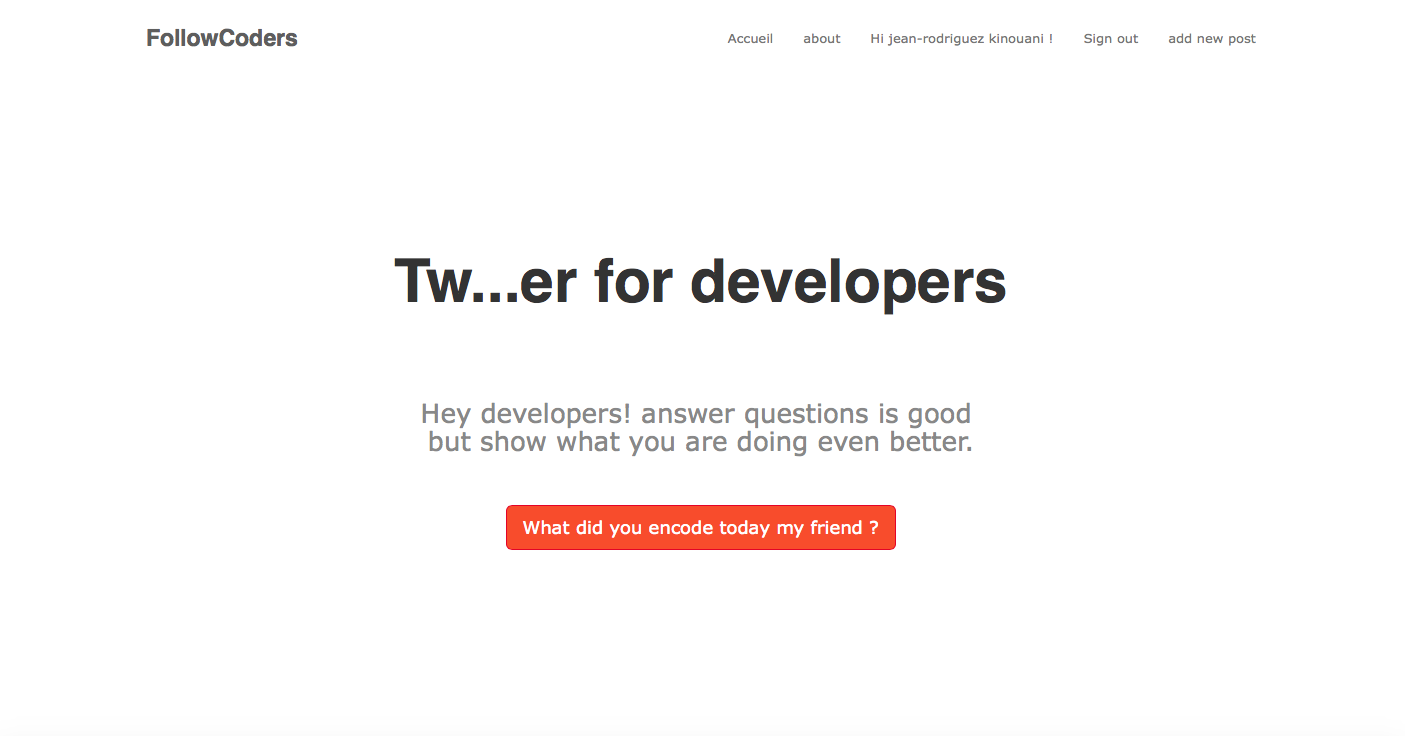 FollowCoders
Accueil about Hi jean-rodriguez kinouani ! Sign out add new post
Tw...er for developers
Hey developers! answer questions is good
but show what you are doing even better.
What did you encode today my friend ?